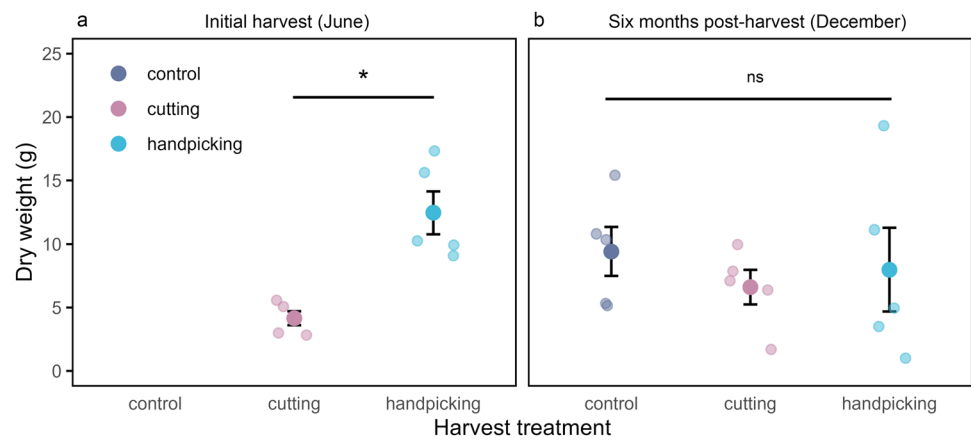 a Initial harvest (June)
b Six months post-harvest (December)
25
20
15
10
5
0
Dry weight (g)
control
cutting
handpicking
*
ns
control cutting handpicking
control cutting handpicking
Harvest treatment